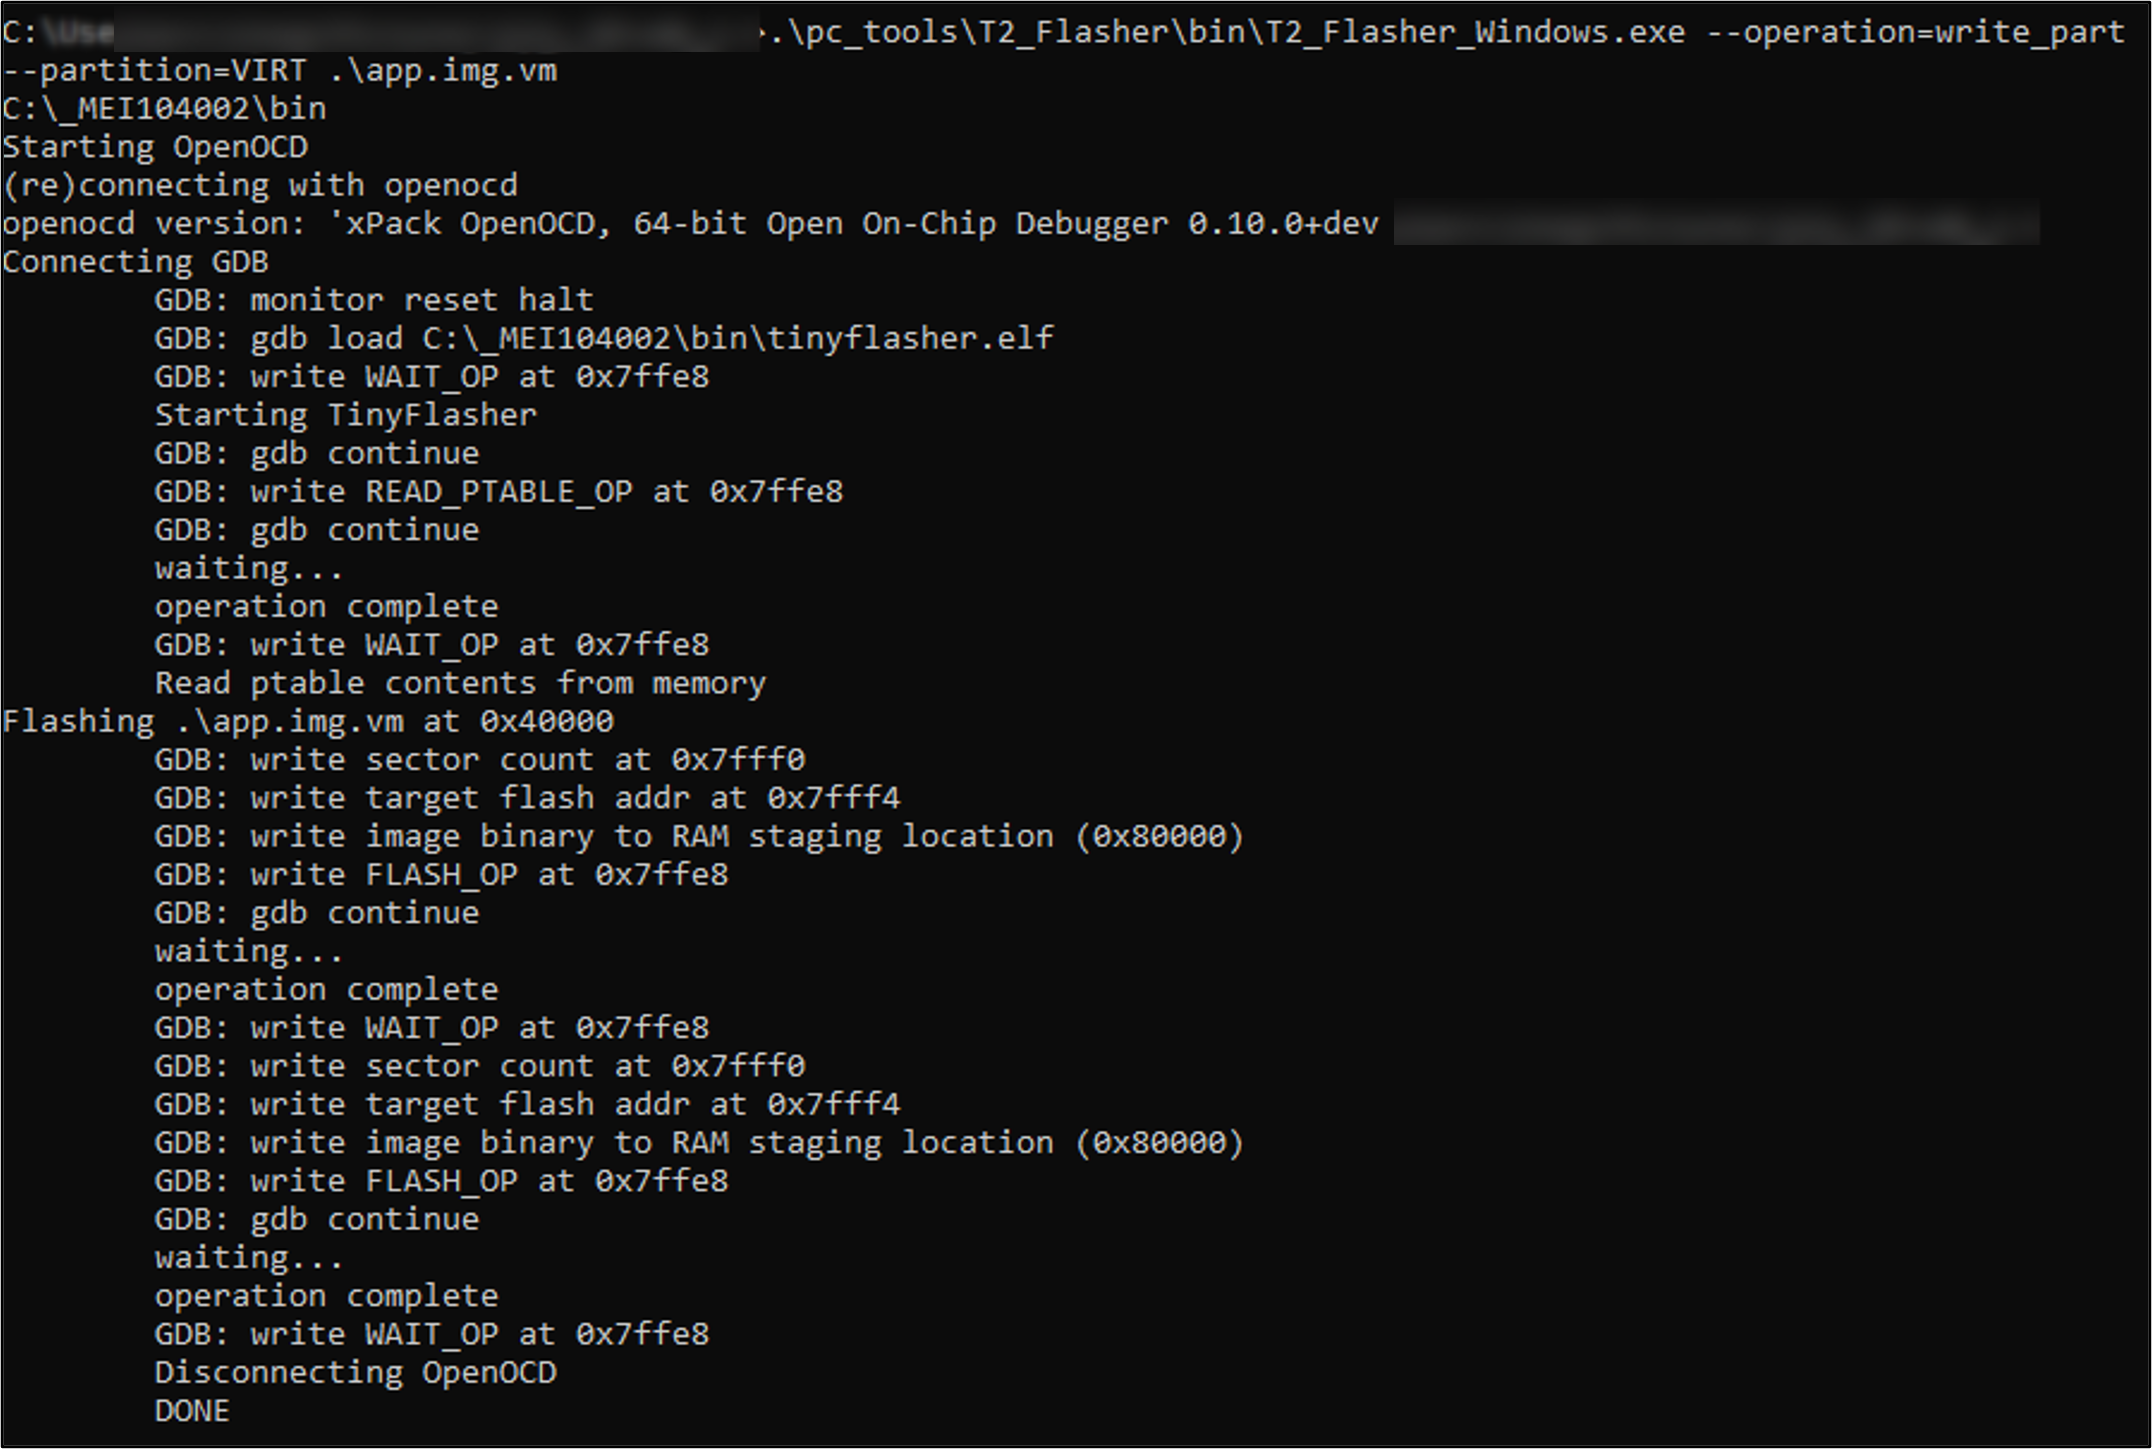 C:\Use .\pc_tools\T2_Flasher\bin\T2_Flasher_Windows.exe --operation=write_part
--partition=VIRT .\app.img.vm
C:\_MEI104002\bin
Starting OpenOCD
(re)connecting with openocd
openocd version: 'xPack OpenOCD, 64-bit Open On-Chip Debugger 0.10.0+dev
Connecting GDB
GDB: monitor reset halt
GDB: gdb load C:\_MEI104002\bin\tinyflasher.elf
GDB: write WAIT_OP at 0x7ffe8
Starting TinyFlasher
GDB: gdb continue
GDB: write READ_PTABLE_OP at 0x7ffe8
GDB: gdb continue
waiting...
operation complete
GDB: write WAIT_OP at 0x7ffe8
Read ptable contents from memory
Flashing .\app.img.vm at 0x40000
GDB: write sector count at 0x7fff0
GDB: write target flash addr at 0x7fff4
GDB: write image binary to RAM staging location (0x80000)
GDB: write FLASH_OP at 0x7ffe8
GDB: gdb continue
waiting...
operation complete
GDB: write WAIT_OP at 0x7ffe8
GDB: write sector count at 0x7fff0
GDB: write target flash addr at 0x7fff4
GDB: write image binary to RAM staging location (0x80000)
GDB: write FLASH_OP at 0x7ffe8
GDB: gdb continue
waiting...
operation complete
GDB: write WAIT_OP at 0x7ffe8
Disconnecting OpenOCD
DONE